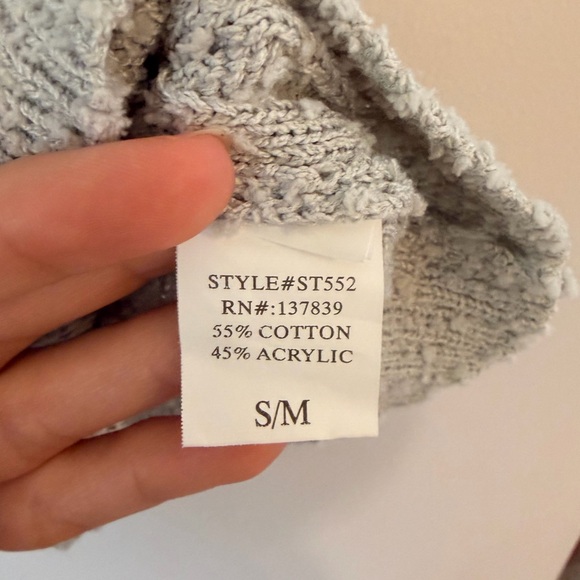 STYLE#ST552
RN#:137839
55% COTTON
45% ACRYLIC
S/M